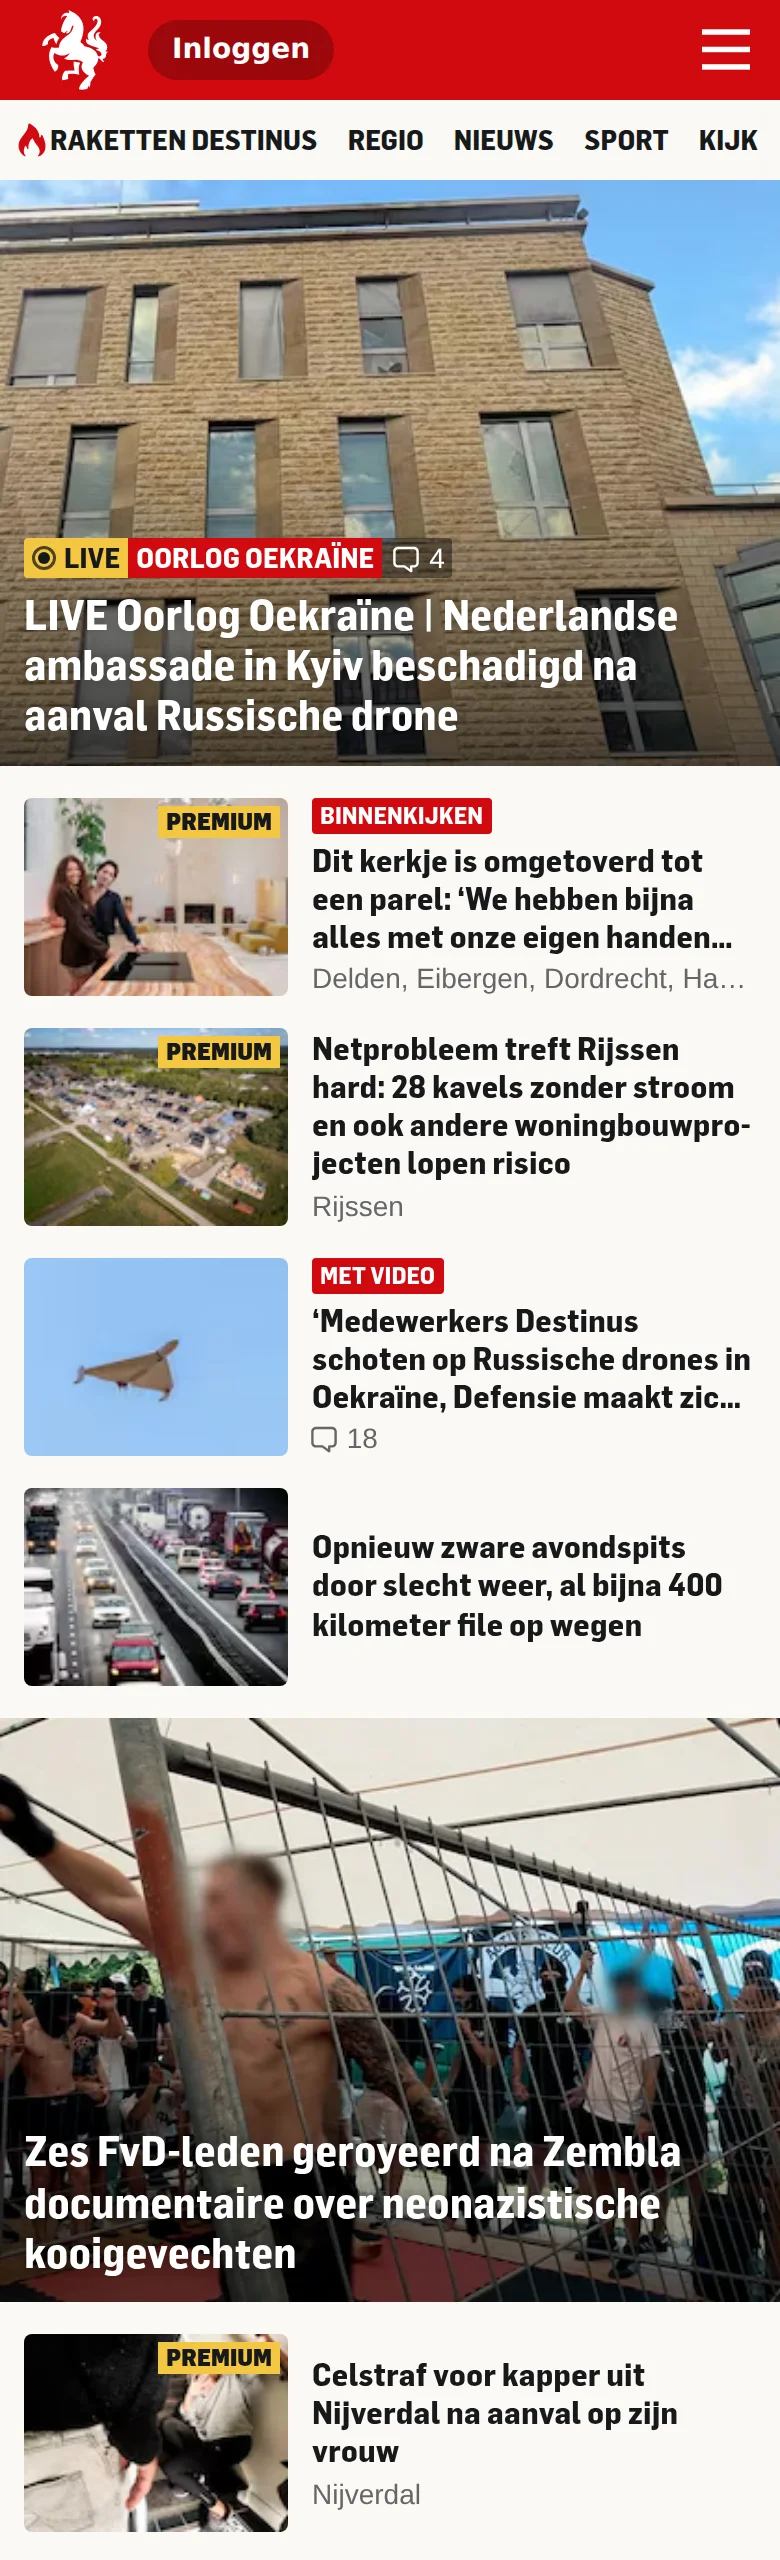 Inloggen
RAKETTEN DESTINUS REGIO NIEUWS SPORT KIJK
LIVE OORLOG OEKRAÏNE 4
LIVE Oorlog Oekraïne | Nederlandse
ambassade in Kyiv beschadigd na
aanval Russische drone
PREMIUM
BINNENKIJKEN
Dit kerkje is omgetoverd tot
een parel: ‘We hebben bijna
alles met onze eigen handen...
Delden, Eibergen, Dordrecht, Ha...
PREMIUM
Netprobleem treft Rijssen
hard: 28 kavels zonder stroom
en ook andere woningbouwpro-
jecten lopen risico
Rijssen
MET VIDEO
‘Medewerkers Destinus
schoten op Russische drones in
Oekraïne, Defensie maakt zic...
18
Opnieuw zware avondspits
door slecht weer, al bijna 400
kilometer file op wegen
Zes FvD-leden geroyeerd na Zembla
documentaire over neonazistische
kooigevechten
PREMIUM
Celstraf voor kapper uit
Nijverdal na aanval op zijn
vrouw
Nijverdal